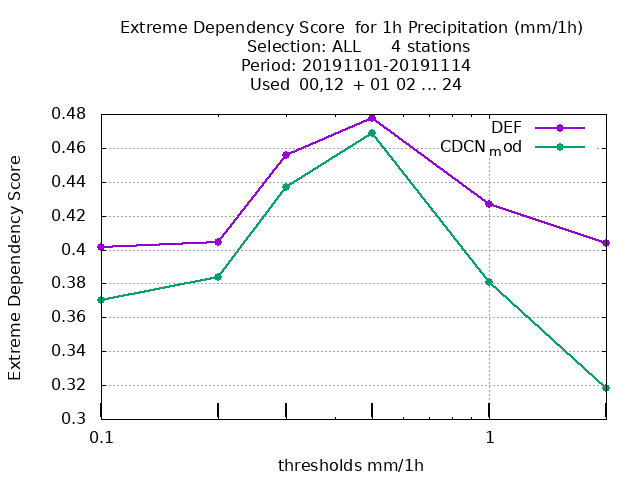 Extreme Dependency Score  for 1h Precipitation (mm/1h)
Selection: ALL      4 stations
Period: 20191101-20191114
Used  00,12  + 01 02 ... 24
DEF
CDCN_mod
Extreme Dependency Score
0.48
0.46
0.44
0.42
0.4
0.38
0.36
0.34
0.32
0.3
0.1
1
thresholds mm/1h